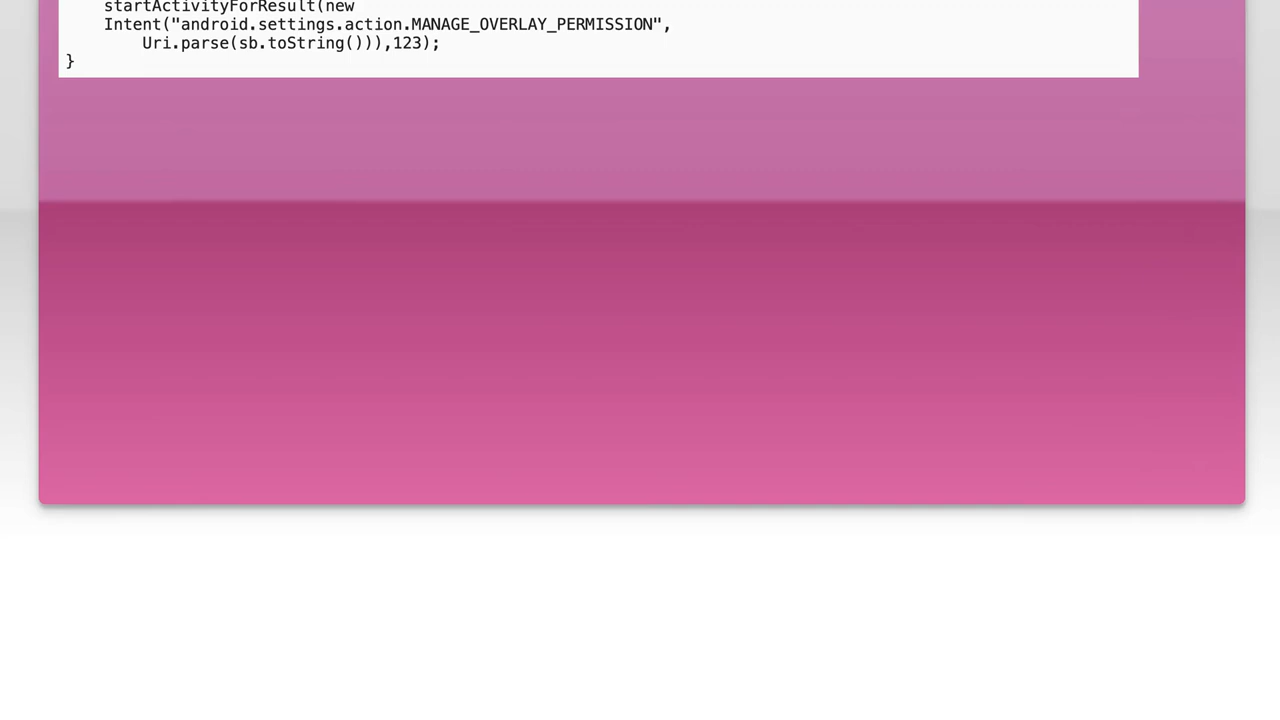 startActivityForResult(new
Intent("android.settings.action.MANAGE_OVERLAY_PERMISSION",
Uri.parse(sb.toString())),123);
}